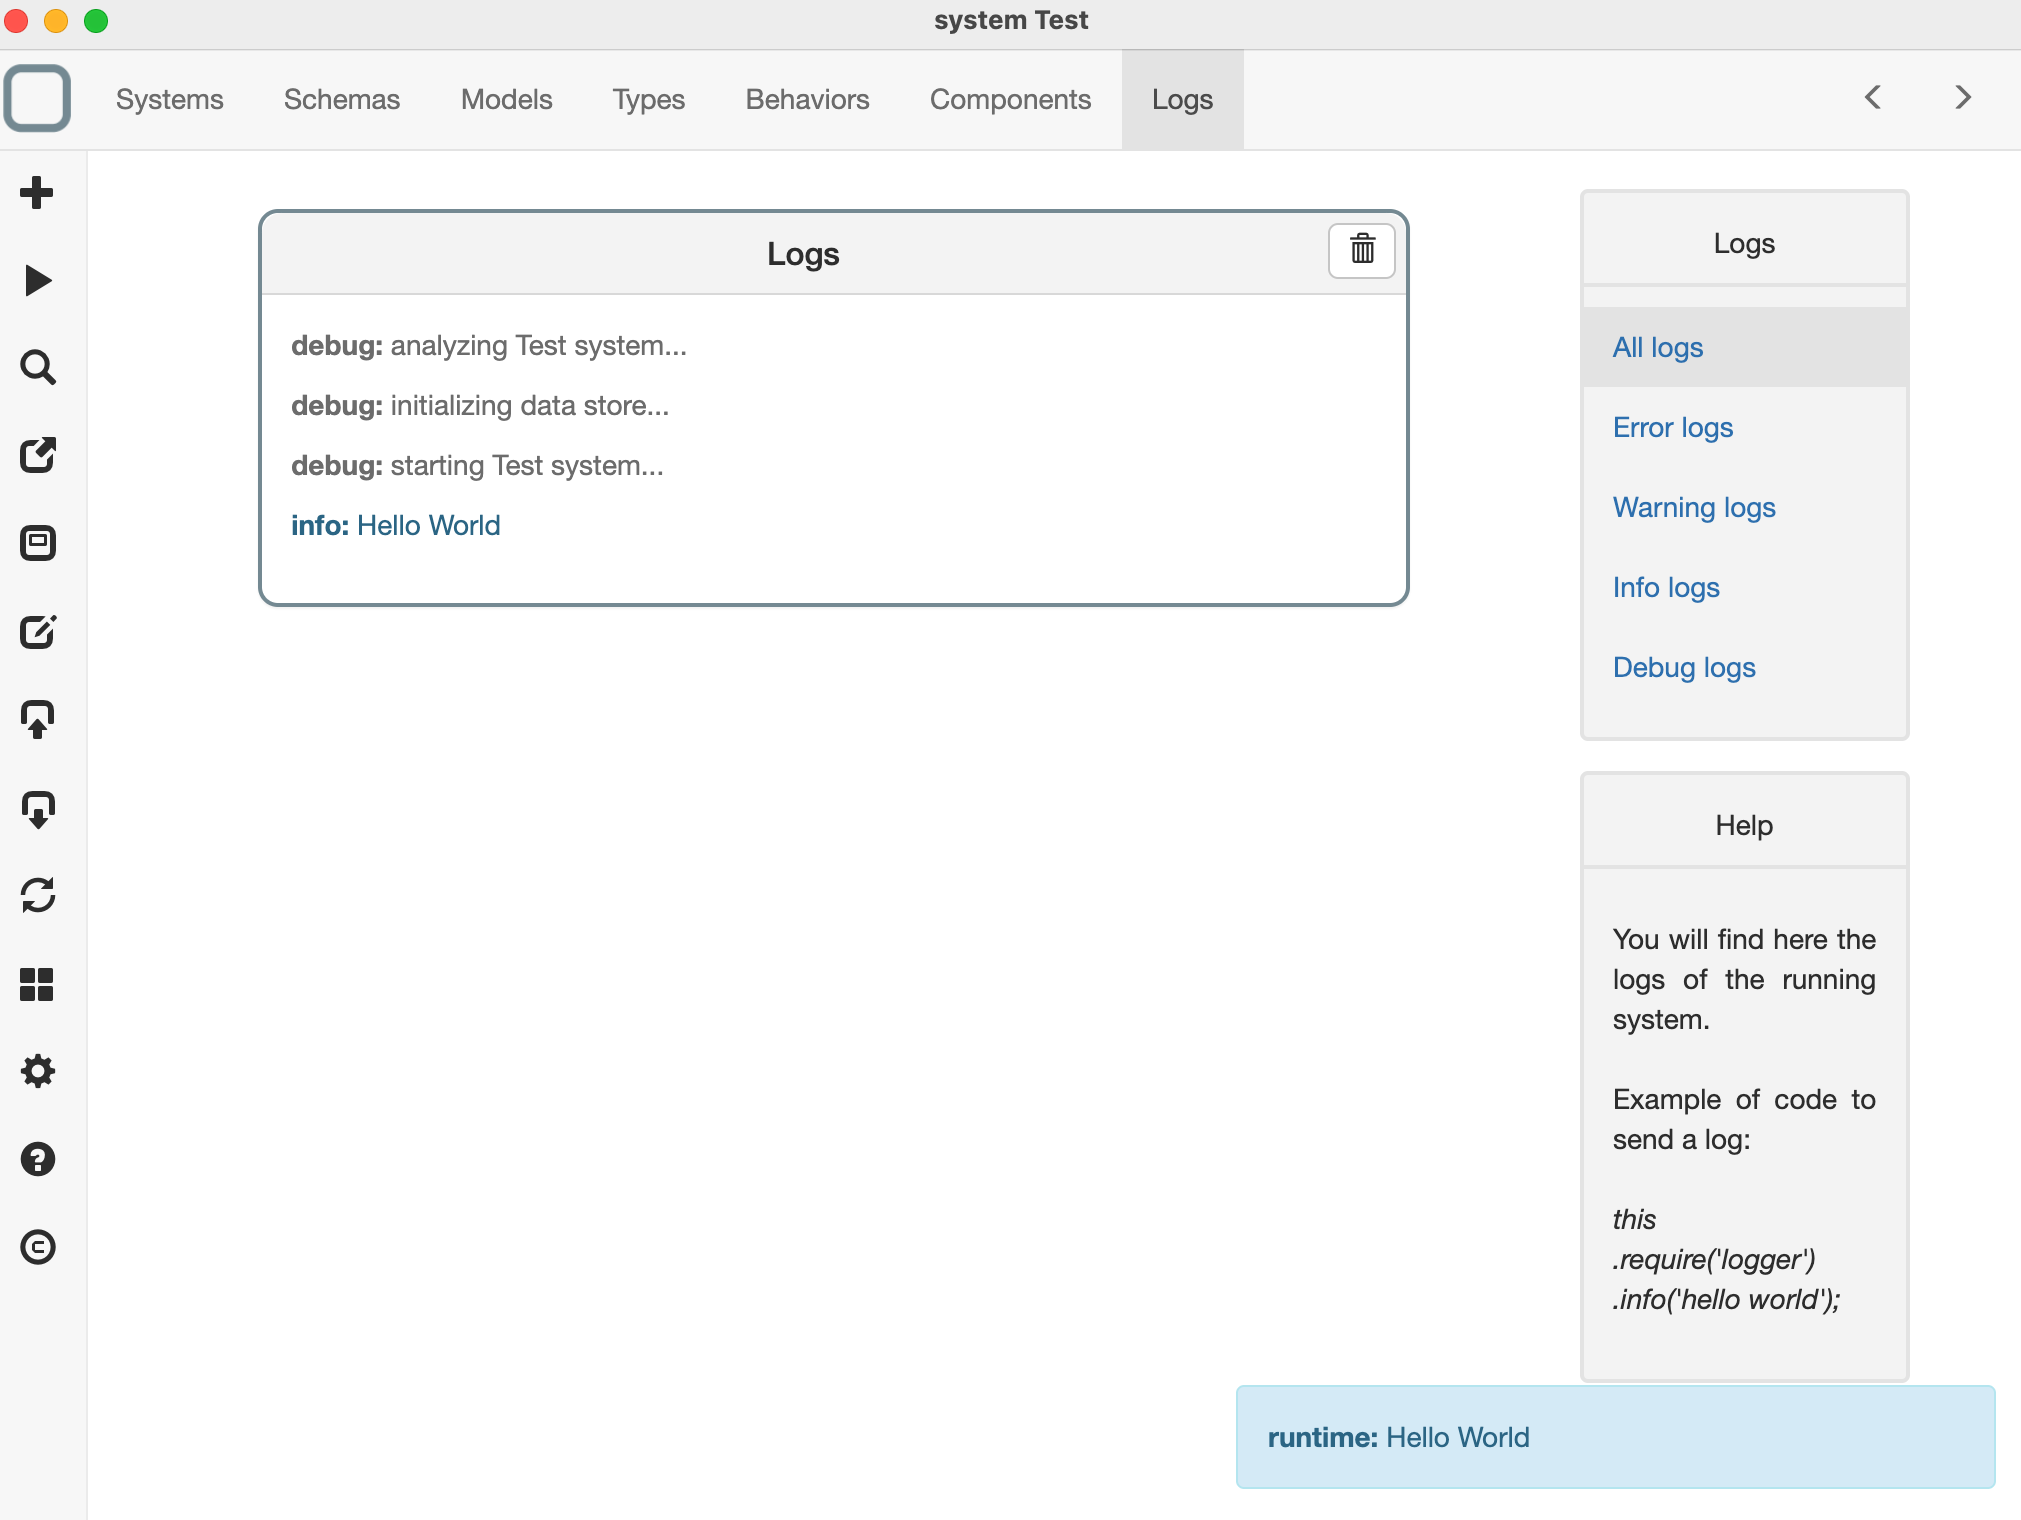 system Test
Systems Schemas Models Types Behaviors Components Logs
Logs
debug: analyzing Test system...
debug: initializing data store...
debug: starting Test system...
info: Hello World
Logs
All logs
Error logs
Warning logs
Info logs
Debug logs
Help
You will find here the
logs of the running
system.
Example of code to
send a log:
this
.require('logger')
.info('hello world');
runtime: Hello World